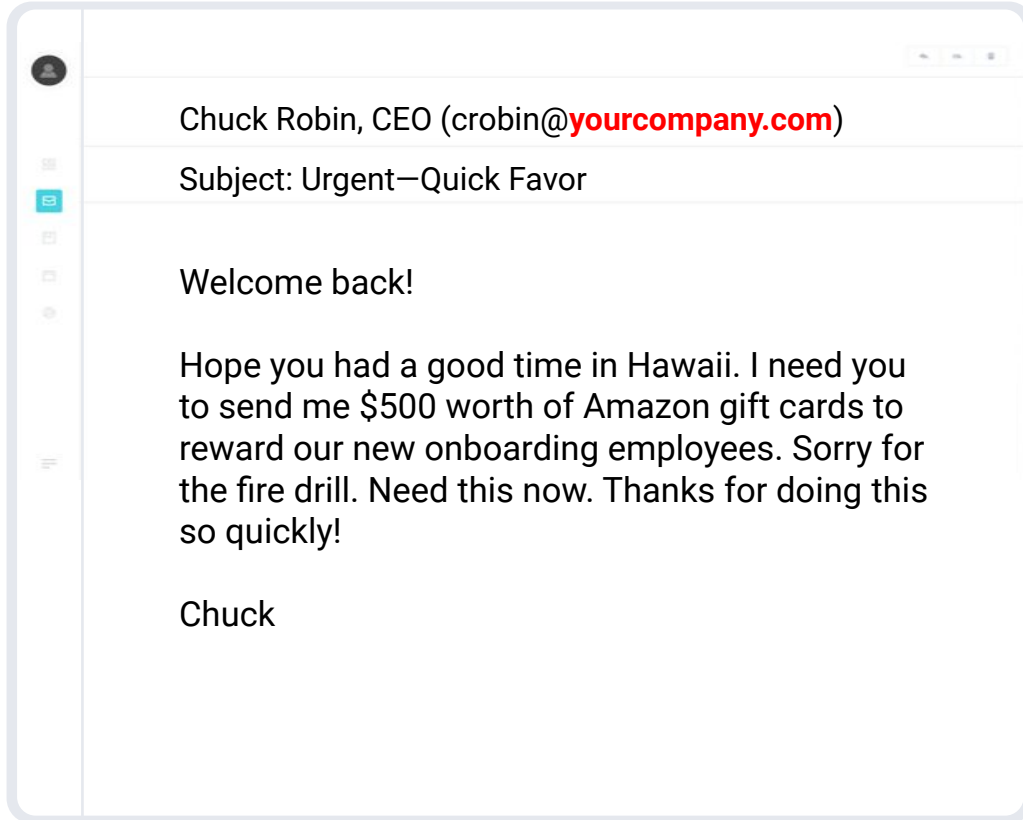 Chuck Robin, CEO (crobin@yourcompany.com)
Subject: Urgent—Quick Favor
Welcome back!
Hope you had a good time in Hawaii. I need you
to send me $500 worth of Amazon gift cards to
reward our new onboarding employees. Sorry for
the fire drill. Need this now. Thanks for doing this
so quickly!
Chuck